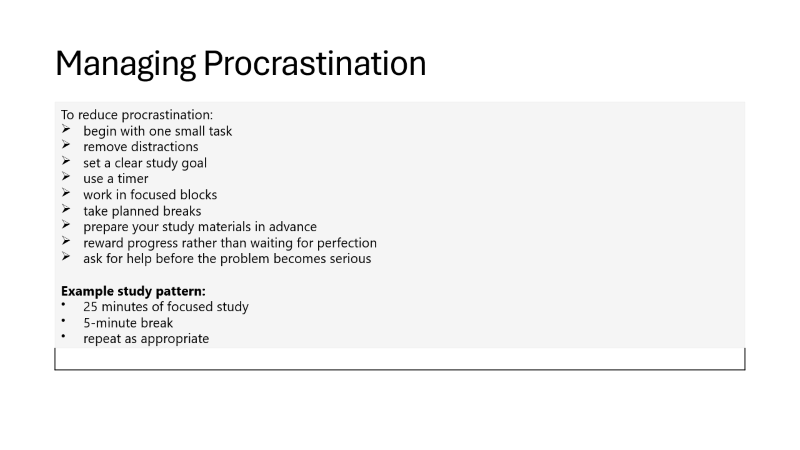 Managing Procrastination
To reduce procrastination:
➢ begin with one small task
➢ remove distractions
➢ set a clear study goal
➢ use a timer
➢ work in focused blocks
➢ take planned breaks
➢ prepare your study materials in advance
➢ reward progress rather than waiting for perfection
➢ ask for help before the problem becomes serious
Example study pattern:
• 25 minutes of focused study
• 5-minute break
• repeat as appropriate